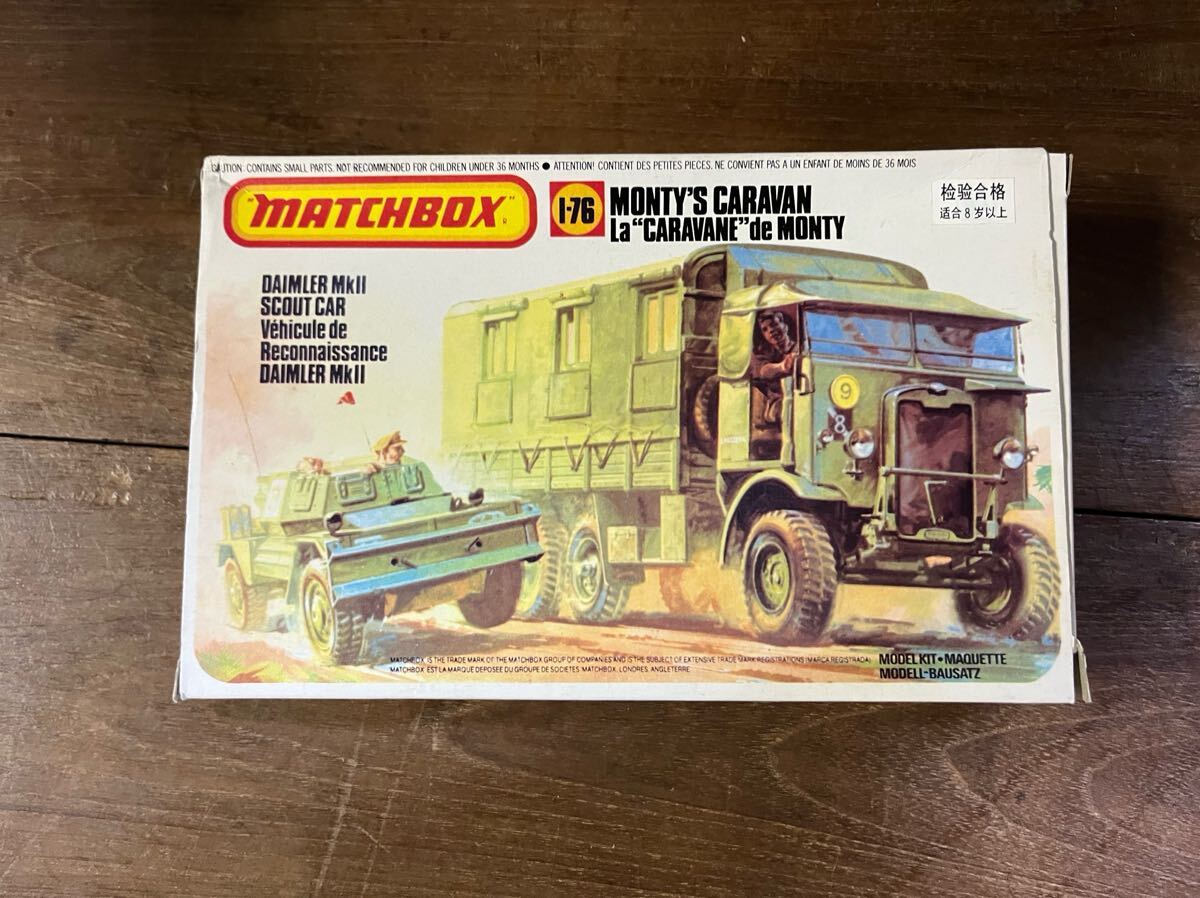 CAUTION: CONTAINS SMALL PARTS. NOT RECOMMENDED FOR CHILDREN UNDER 36 MONTHS ● ATTENTION! CONTIENT DES PETITES PIECES. NE CONVIENT PAS A UN ENFANT DE MOINS DE 36 MOIS
"MATCHBOX"
R
1-76
MONTY'S CARAVAN
La "CARAVANE" de MONTY
检验合格
适合8岁以上
DAIMLER MkII
SCOUT CAR
Véhicule de
Reconnaissance
DAIMLER MkII
9
8
MATCHBOX IS THE TRADE MARK OF THE MATCHBOX GROUP OF COMPANIES AND IS THE SUBJECT OF EXTENSIVE TRADE MARK REGISTRATIONS (MARCA REGISTRADA)
MATCHBOX EST LA MARQUE DEPOSEE DU GROUPE DE SOCIETES MATCHBOX, LONDRES, ANGLETERRE
MODEL KIT • MAQUETTE
MODELL-BAUSATZ